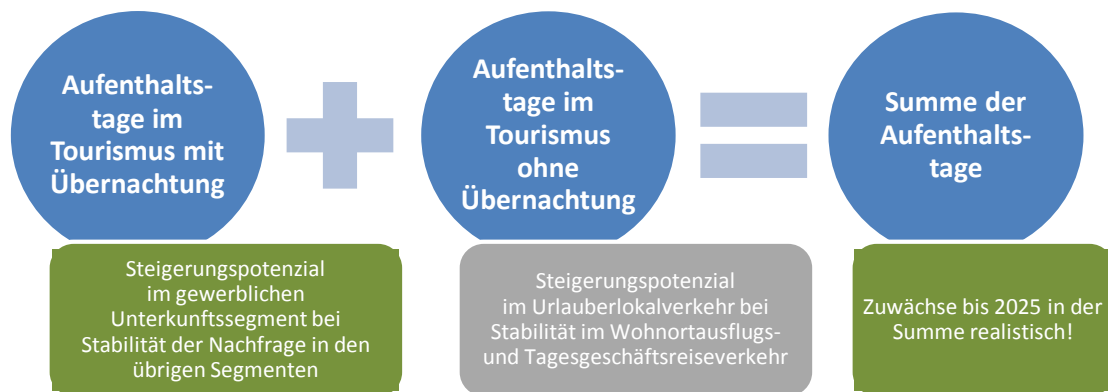 Aufenthalts-
tage im
Tourismus mit
Übernachtung
Aufenthalts-
tage im
Tourismus
ohne
Übernachtung
Summe der
Aufenthalts-
tage
Steigerungspotenzial
im gewerblichen
Unterkunftssegment bei
Stabilität der Nachfrage in den
übrigen Segmenten
Steigerungspotenzial
im Urlauberlokalverkehr bei
Stabilität im Wohnortausflugs-
und Tagesgeschäftsreiseverkehr
Zuwächse bis 2025 in der
Summe realistisch!